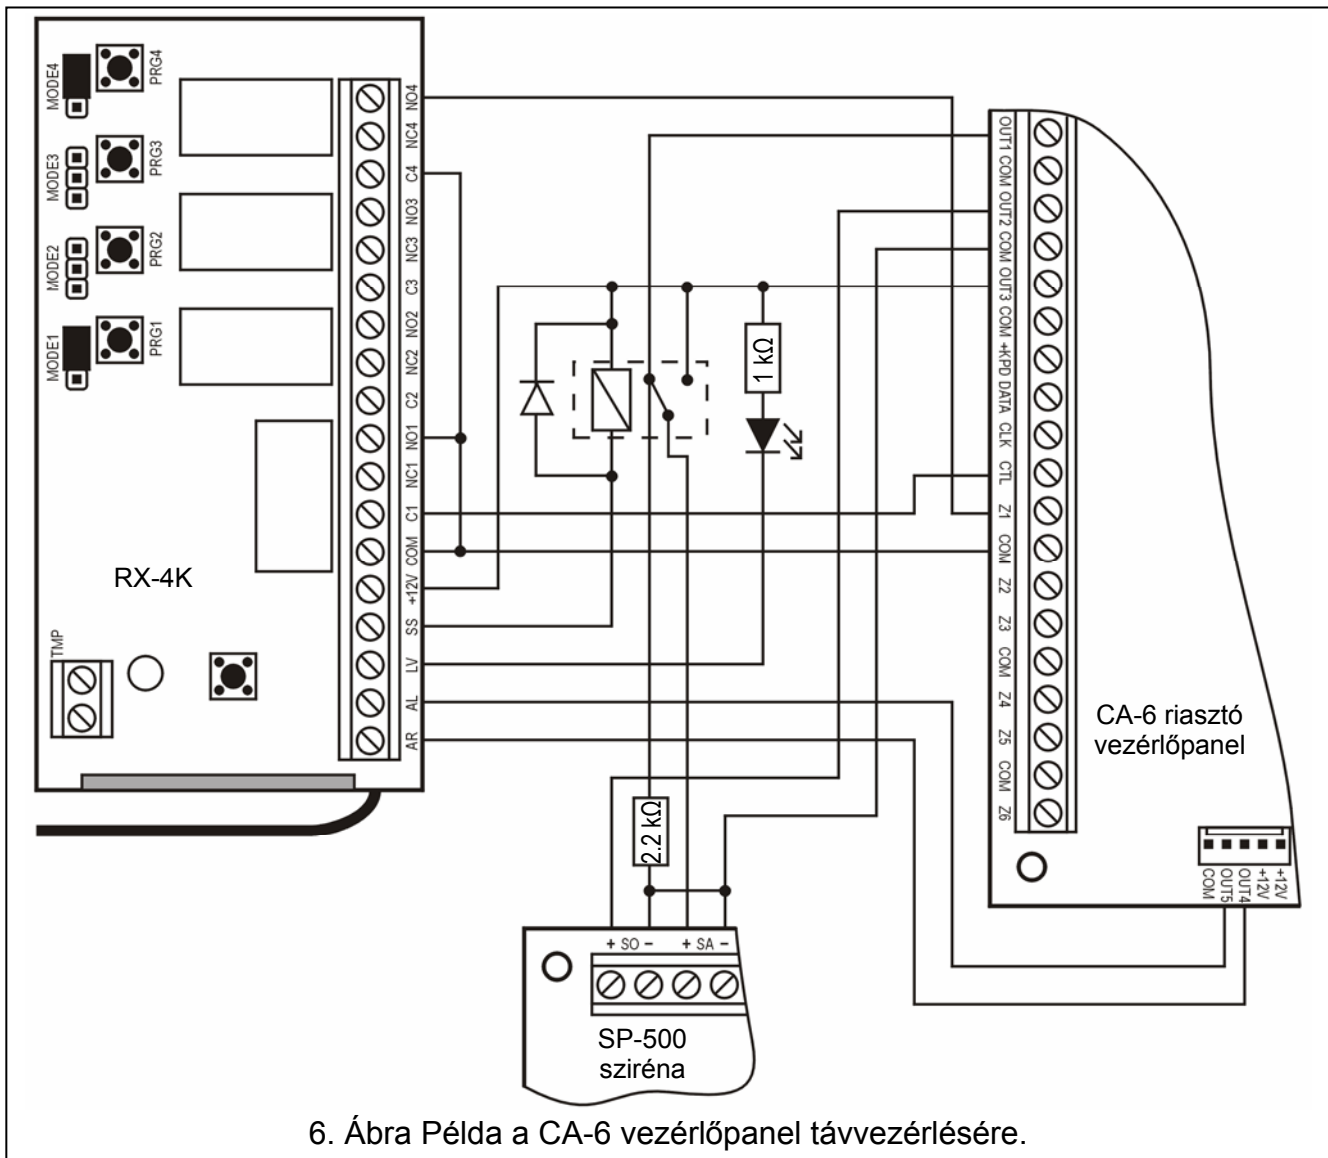 MODE4
PRG4
MODE3
PRG3
MODE2
PRG2
MODE1
PRG1
NO4
NC4
C4
NO3
NC3
C3
NO2
NC2
C2
NO1
NC1
C1
COM
+12V
SS
LV
AL
AR
RX-4K
TMP
1 kΩ
2.2 kΩ
OUT1
COM
OUT2
COM
OUT3
COM
+KPD
DATA
CLK
CTL
Z1
COM
Z2
Z3
COM
Z4
Z5
COM
Z6
CA-6 riasztó
vezérlőpanel
COM
OUT5
OUT4
+12V
+12V
+ SO − + SA −
SP-500
sziréna
6. Ábra Példa a CA-6 vezérlőpanel távvezérlésére.